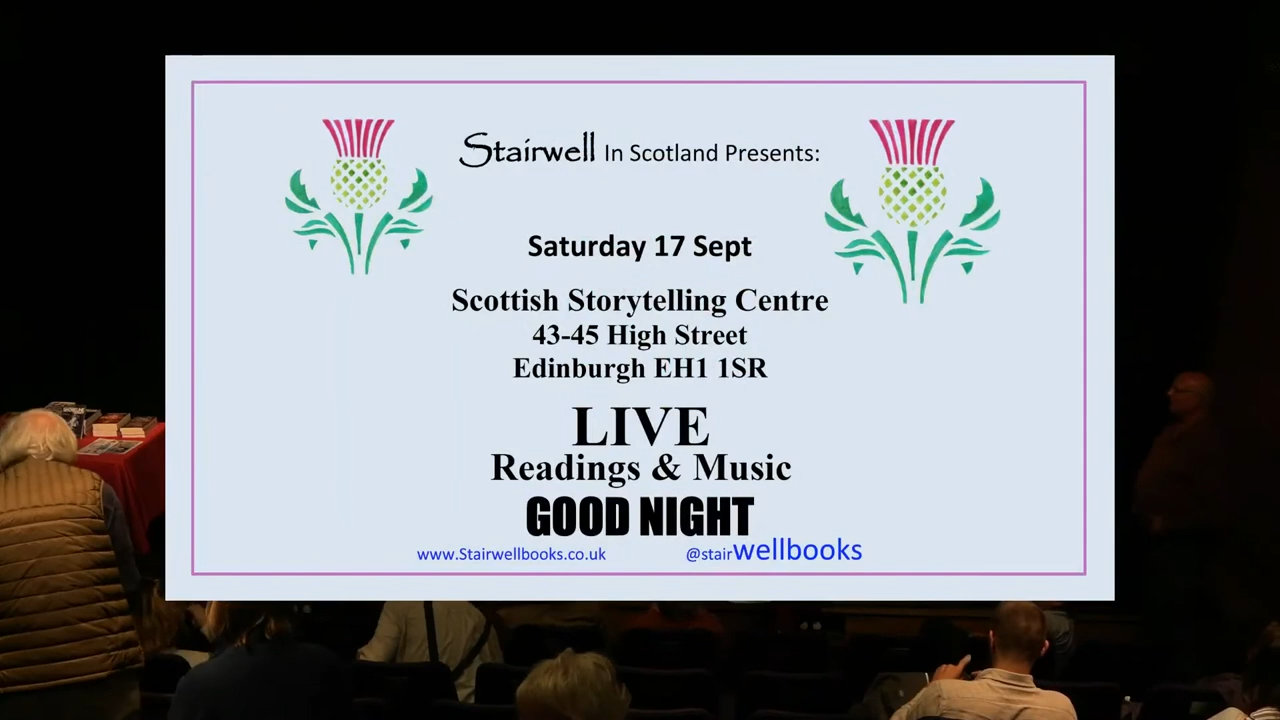 Stairwell In Scotland Presents:
Saturday 17 Sept
Scottish Storytelling Centre
43-45 High Street
Edinburgh EH1 1SR
LIVE
Readings & Music
GOOD NIGHT
www.Stairwellbooks.co.uk @stairwellbooks